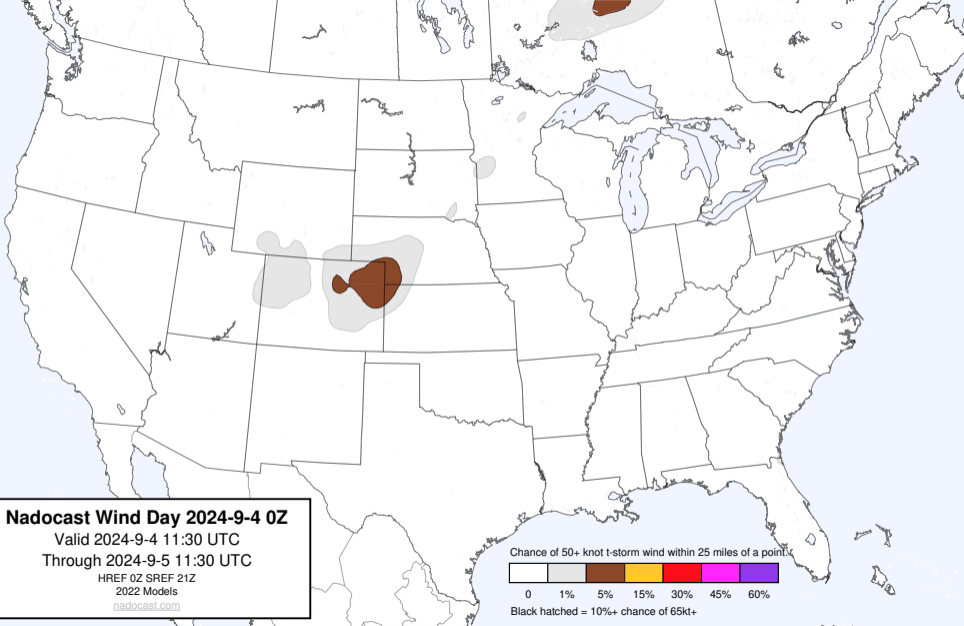 Nadocast Wind Day 2024-9-4 0Z
Valid 2024-9-4 11:30 UTC
Through 2024-9-5 11:30 UTC
HREF 0Z SREF 21Z
2022 Models
nadocast.com
Chance of 50+ knot t-storm wind within 25 miles of a point.
0 1% 5% 15% 30% 45% 60%
Black hatched = 10%+ chance of 65kt+